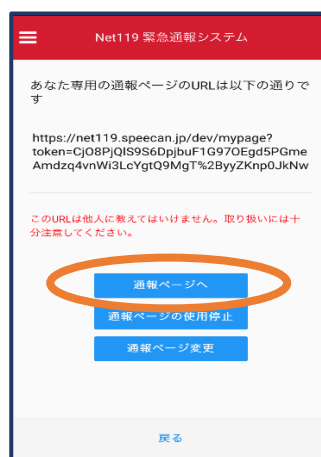 Net119 緊急通報システム
あなた専用の通報ページのURLは以下の通りで
す
https://net119.speecan.jp/dev/mypage?
token=CjO8PjQIS9S6DpjbuF1G97OEgd5PGme
Amdzq4vnWi3LcYgtQ9MgT%2ByyZKnp0JkNw
このURLは他人に教えてはいけません。取り扱いには十
分注意してください。
通報ページへ
通報ページの使用停止
通報ページ変更
戻る